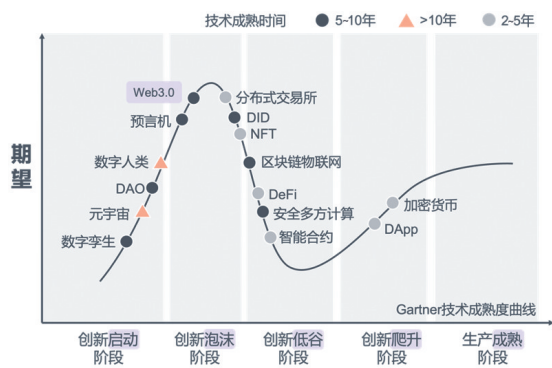 技术成熟时间 5~10年 >10年 2~5年
期望
Web3.0
分布式交易所
预言机
DID
NFT
数字人类
区块链物联网
DAO
DeFi
元宇宙
安全多方计算
加密货币
数字孪生
智能合约
DApp
Gartner技术成熟度曲线
创新启动阶段
创新泡沫阶段
创新低谷阶段
创新爬升阶段
生产成熟阶段